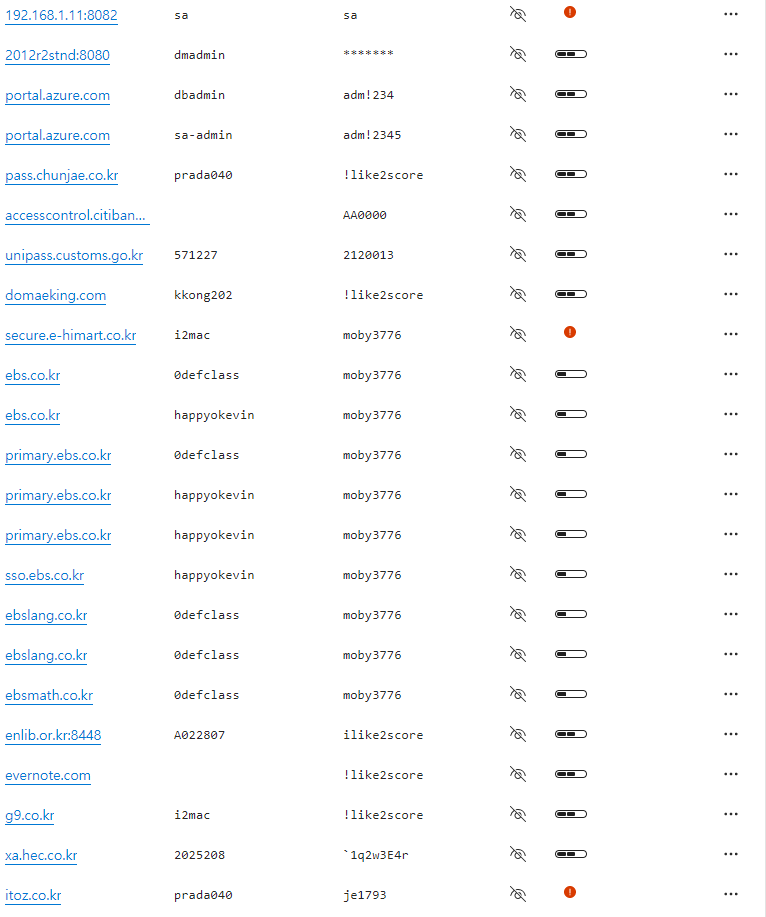 192.168.1.11:8082 sa sa
2012r2stnd:8080 dmadmin *******
portal.azure.com dbadmin adm!234
portal.azure.com sa-admin adm!2345
pass.chunjae.co.kr prada040 !like2score
accesscontrol.citiban... AA0000
unipass.customs.go.kr 571227 2120013
domaeking.com kkong202 !like2score
secure.e-himart.co.kr i2mac moby3776
ebs.co.kr 0defclass moby3776
ebs.co.kr happyokevin moby3776
primary.ebs.co.kr 0defclass moby3776
primary.ebs.co.kr happyokevin moby3776
primary.ebs.co.kr happyokevin moby3776
sso.ebs.co.kr happyokevin moby3776
ebslang.co.kr 0defclass moby3776
ebslang.co.kr 0defclass moby3776
ebsmath.co.kr 0defclass moby3776
enlib.or.kr:8448 A022807 ilike2score
evernote.com !like2score
g9.co.kr i2mac !like2score
xa.hec.co.kr 2025208 `1q2w3E4r
itoz.co.kr prada040 je1793